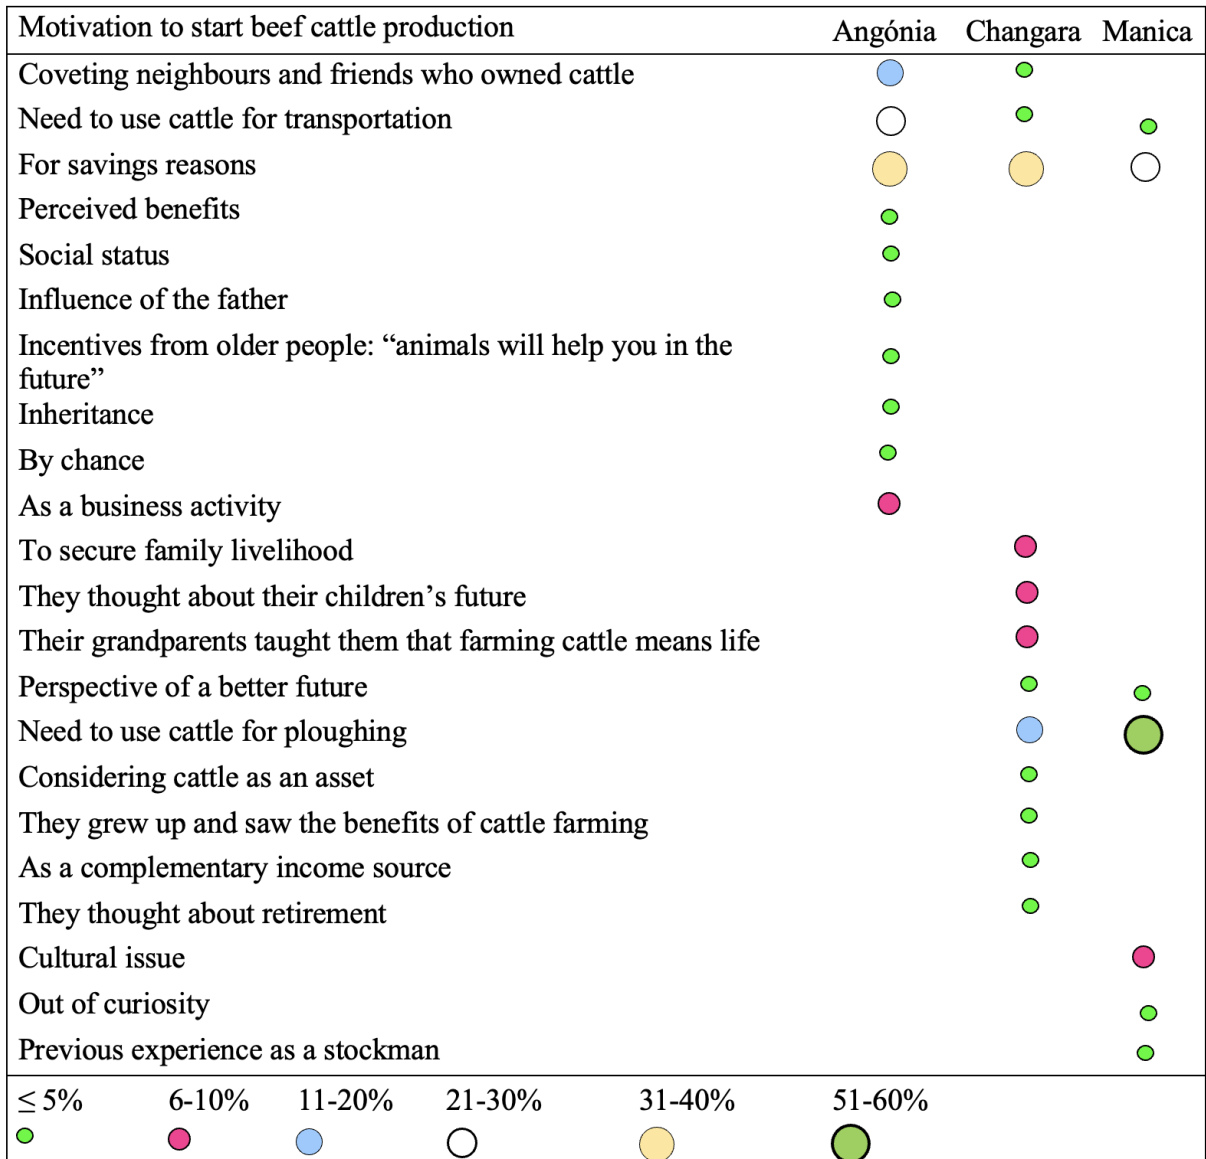 Motivation to start beef cattle production Angónia Changara Manica
Coveting neighbours and friends who owned cattle
Need to use cattle for transportation
For savings reasons
Perceived benefits
Social status
Influence of the father
Incentives from older people: “animals will help you in the
future”
Inheritance
By chance
As a business activity
To secure family livelihood
They thought about their children’s future
Their grandparents taught them that farming cattle means life
Perspective of a better future
Need to use cattle for ploughing
Considering cattle as an asset
They grew up and saw the benefits of cattle farming
As a complementary income source
They thought about retirement
Cultural issue
Out of curiosity
Previous experience as a stockman
≤ 5% 6-10% 11-20% 21-30% 31-40% 51-60%